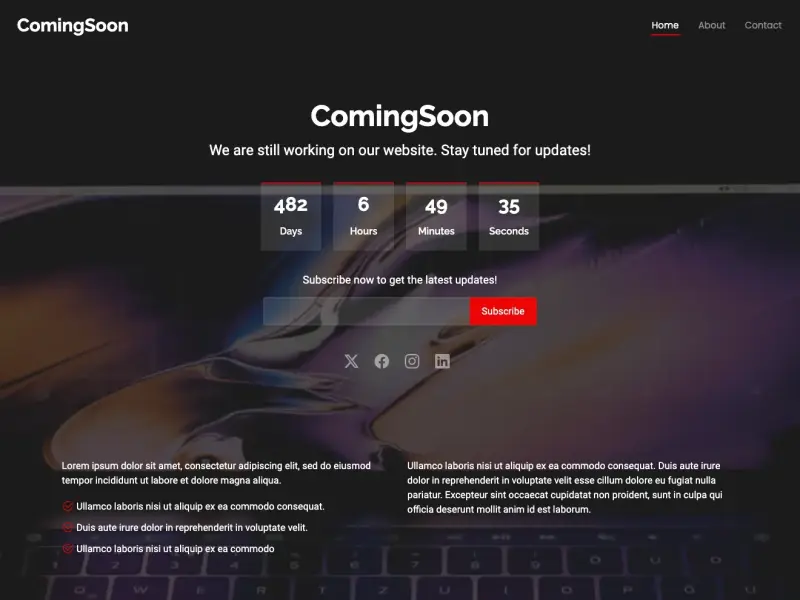 ComingSoon
Home About Contact
ComingSoon
We are still working on our website. Stay tuned for updates!
482 6 49 35
Days Hours Minutes Seconds
Subscribe now to get the latest updates!
Subscribe
Lorem ipsum dolor sit amet, consectetur adipiscing elit, sed do eiusmod
tempor incididunt ut labore et dolore magna aliqua.
Ullamco laboris nisi ut aliquip ex ea commodo consequat.
Duis aute irure dolor in reprehenderit in voluptate velit.
Ullamco laboris nisi ut aliquip ex ea commodo
Ullamco laboris nisi ut aliquip ex ea commodo consequat. Duis aute irure
dolor in reprehenderit in voluptate velit esse cillum dolore eu fugiat nulla
pariatur. Excepteur sint occaecat cupidatat non proident, sunt in culpa qui
officia deserunt mollit anim id est laborum.